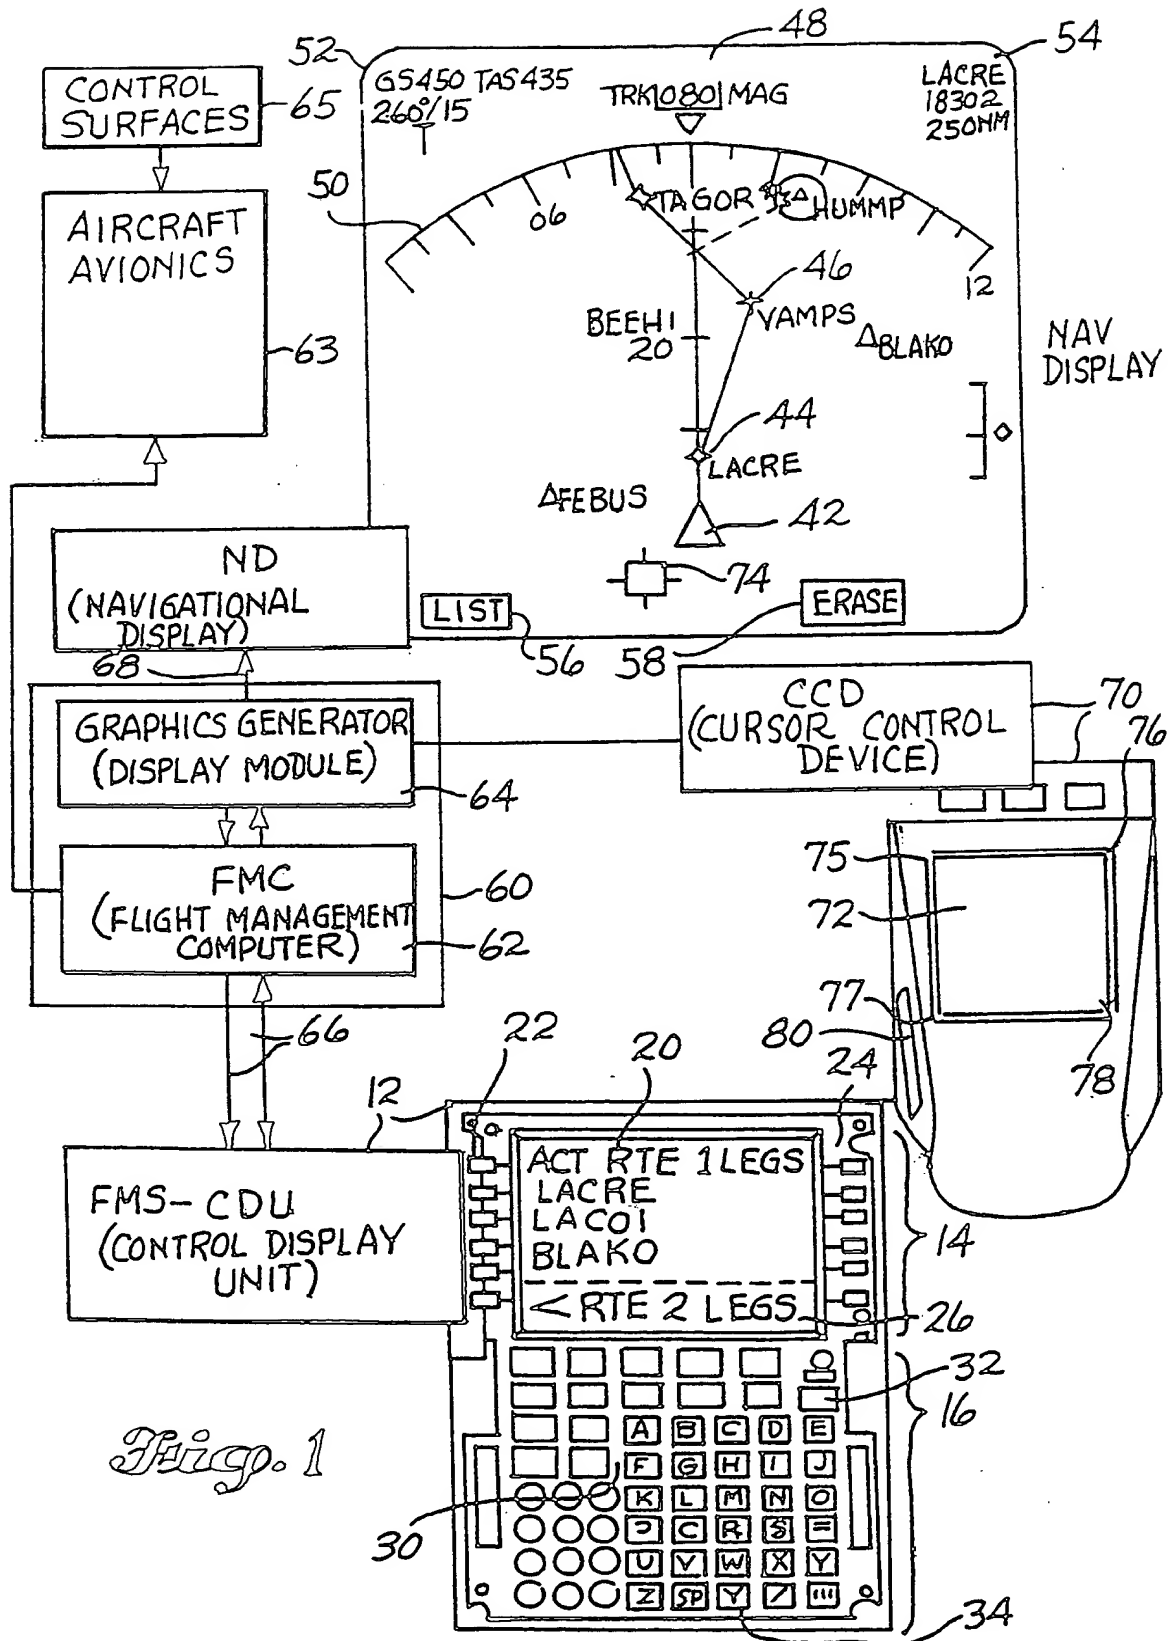 48
52
54
CONTROL
SURFACES
65
GS450 TAS435
260°/15
TRK 080 MAG
LACRE
18302
250NM
50
AIRCRAFT
AVIONICS
63
06
TAGOR
HUMMP
12
46
VAMPS
BEEHI
20
BLAKO
NAV
DISPLAY
44
LACRE
FEBUS
42
74
LIST
ERASE
56
58
ND
(NAVIGATIONAL
DISPLAY)
68
GRAPHICS GENERATOR
(DISPLAY MODULE)
64
CCD
(CURSOR CONTROL
DEVICE)
70
76
FMC
(FLIGHT MANAGEMENT
COMPUTER)
60
62
75
72
77
80
78
66
12
22
20
24
FMS-CDU
(CONTROL DISPLAY
UNIT)
ACT RTE 1 LEGS
LACRE
LACOI
BLAKO
< RTE 2 LEGS
14
26
32
16
A B C D E
F G H I J
K L M N O
C R S =
U V W X Y
Z SP Y /
30
34
Fig. 1